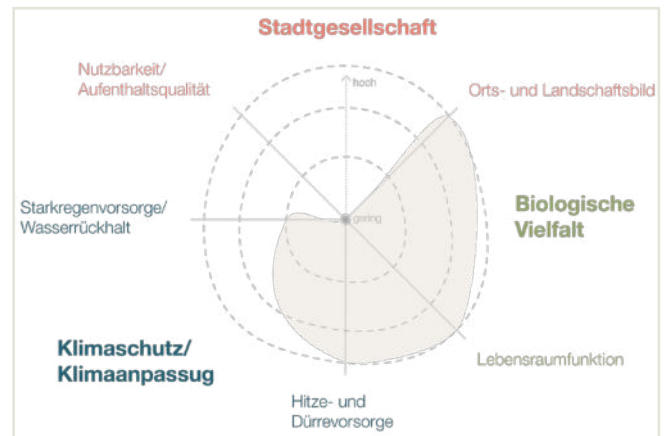 Stadtgesellschaft
Nutzbarkeit/
Aufenthaltsqualität
hoch
Orts- und Landschaftsbild
Starkregenvorsorge/
Wasserrückhalt
gering
Biologische
Vielfalt
Klimaschutz/
Klimaanpassug
Lebensraumfunktion
Hitze- und
Dürrevorsorge